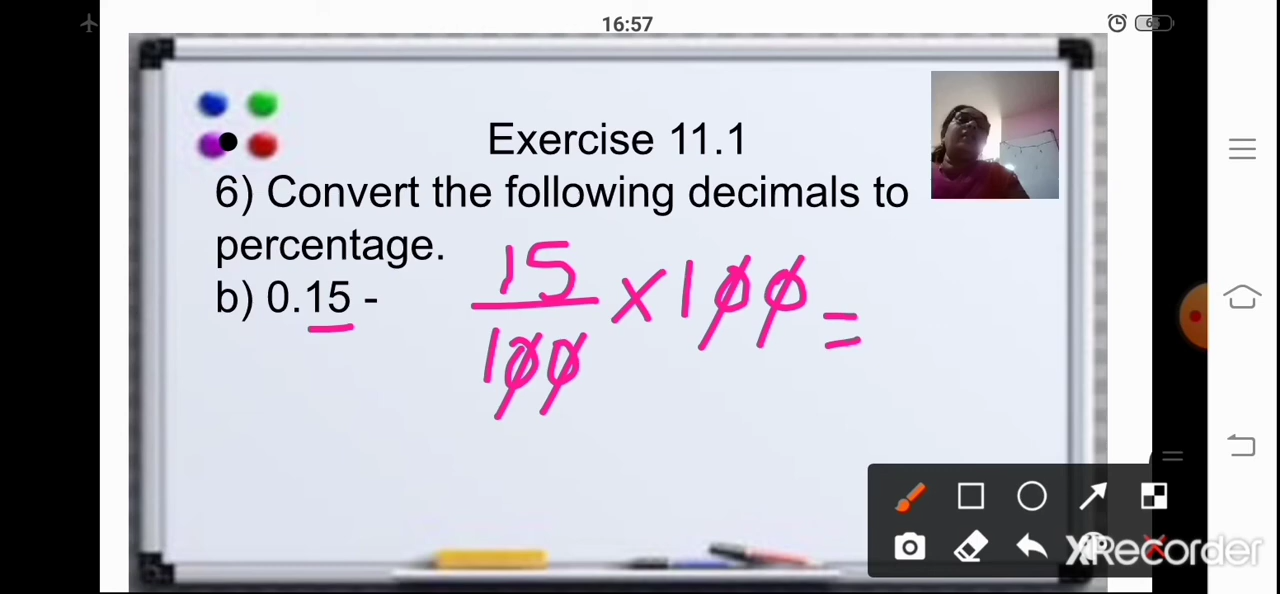 16:57
Exercise 11.1
6) Convert the following decimals to
percentage.
b) 0.15 -
15
× 100 =
100
XRecorder